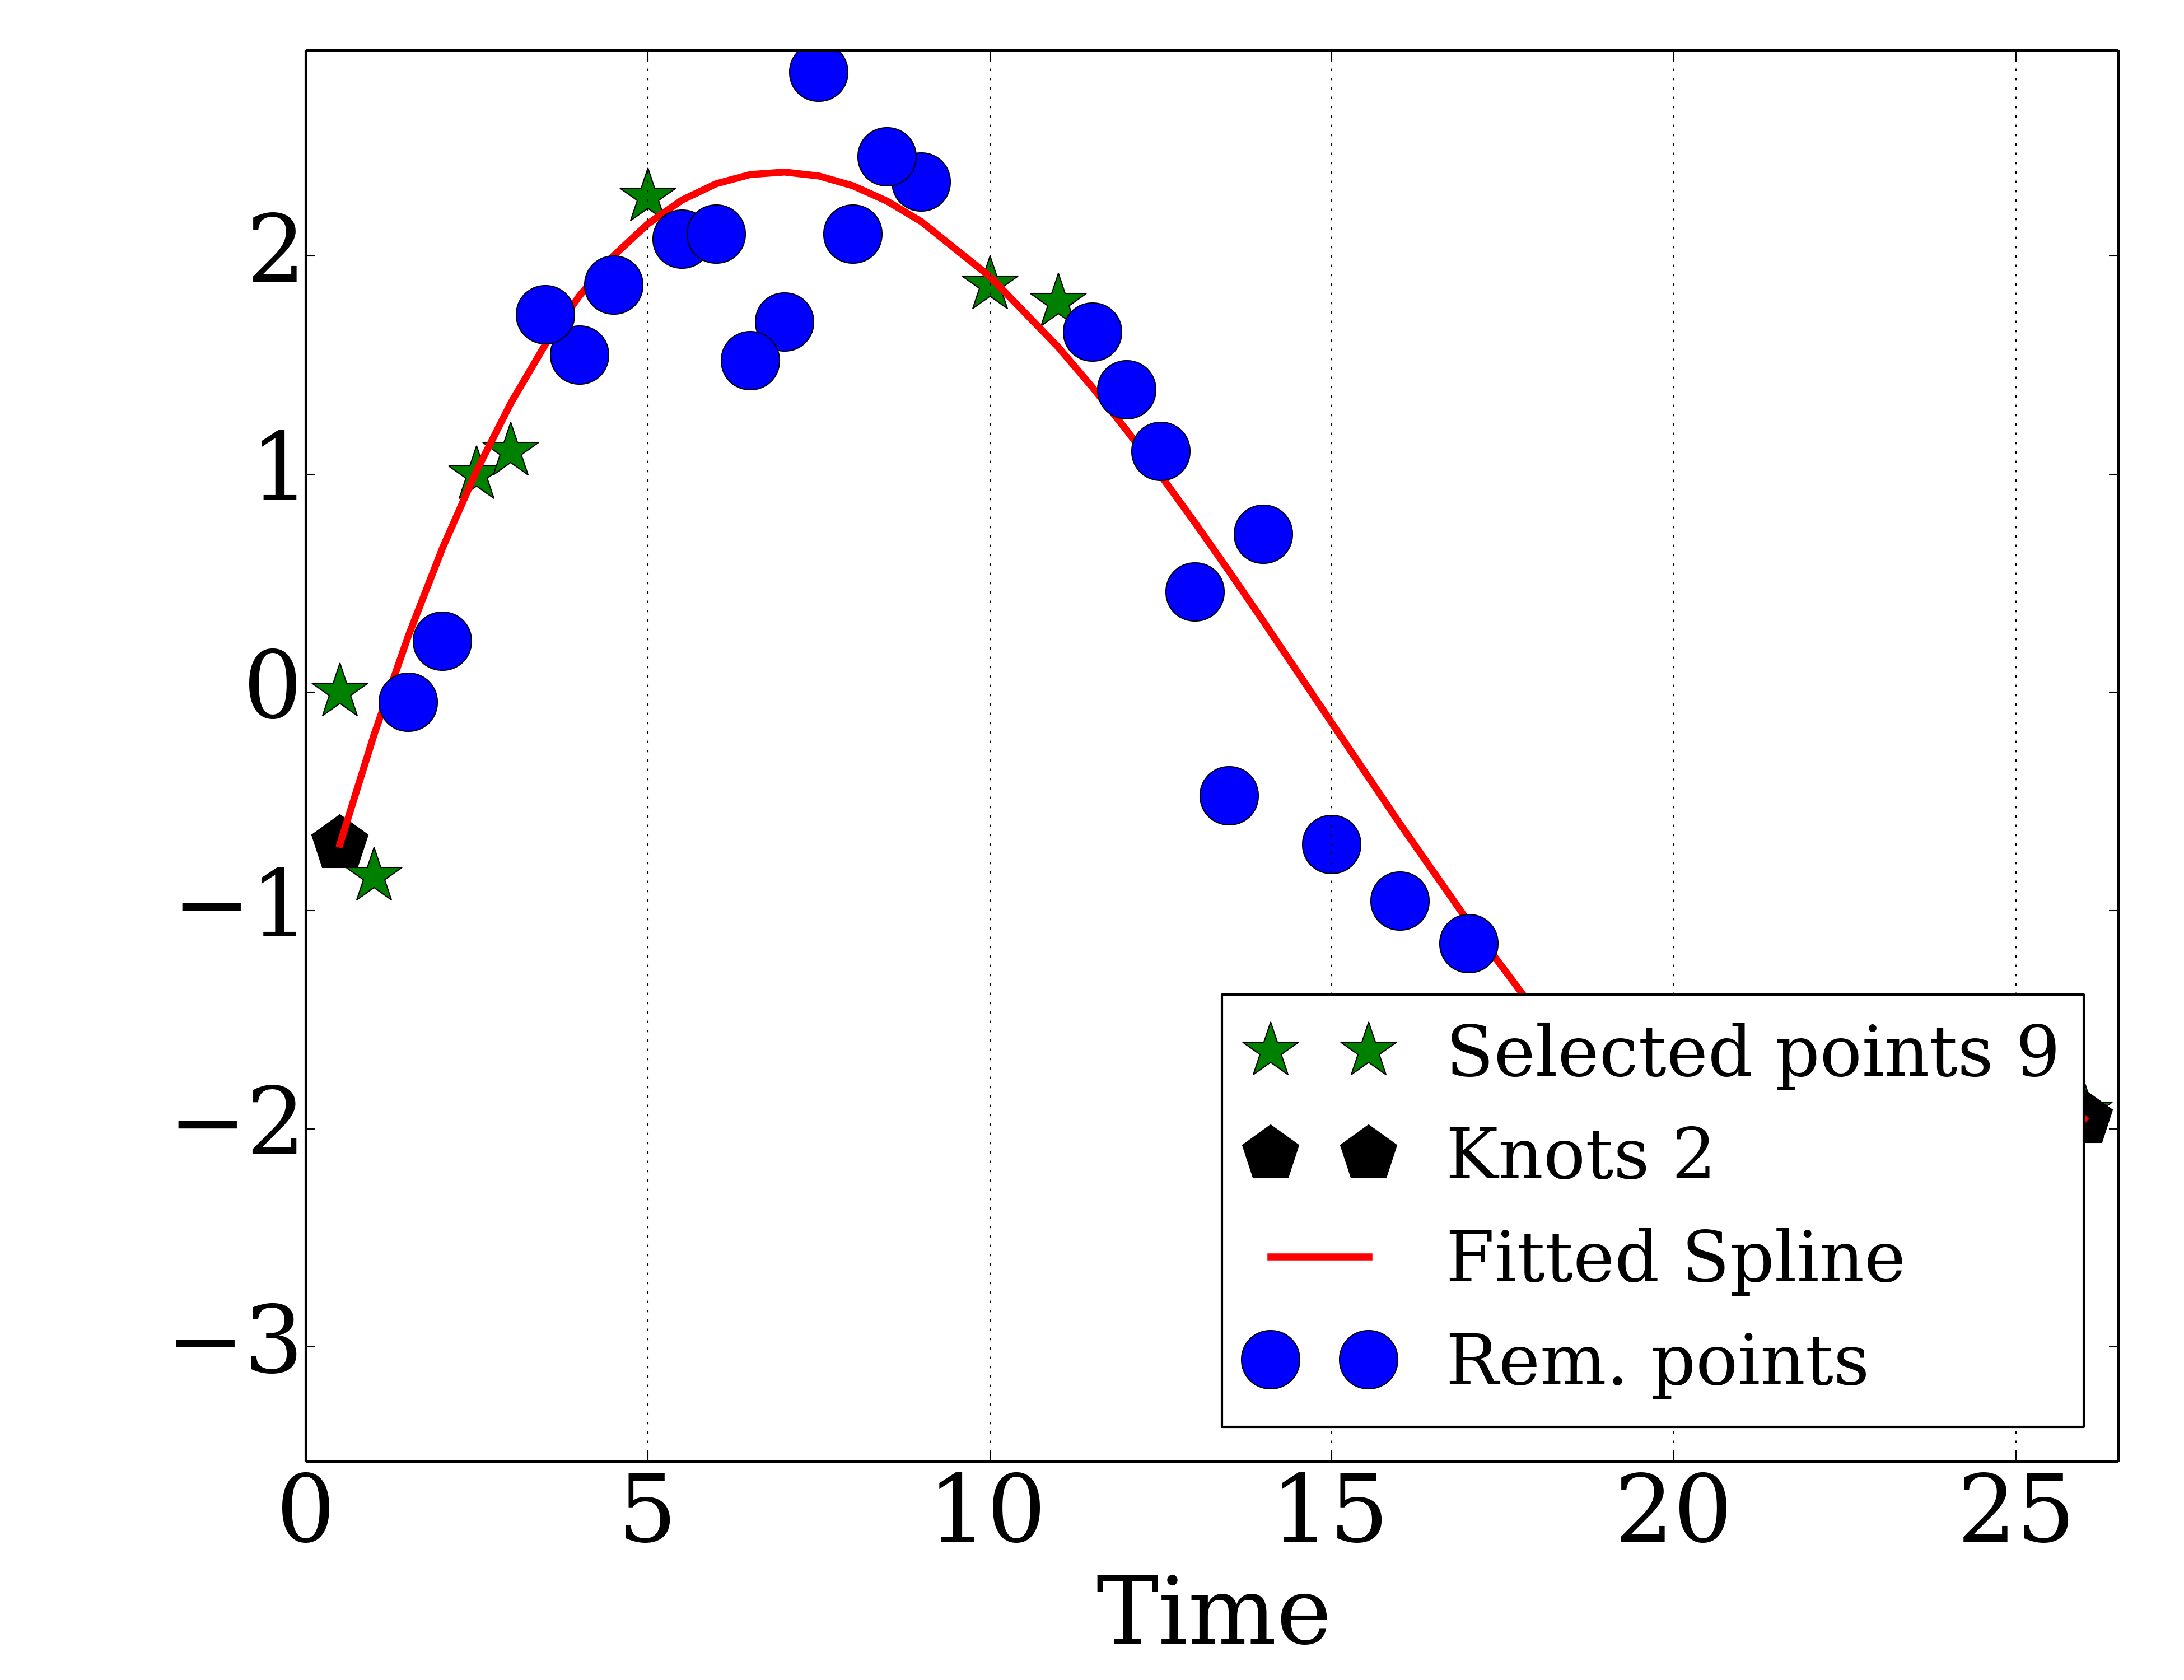 2
1
0
−1
−2
−3
0 5 10 15 20 25
Time
Selected points 9
Knots 2
Fitted Spline
Rem. points